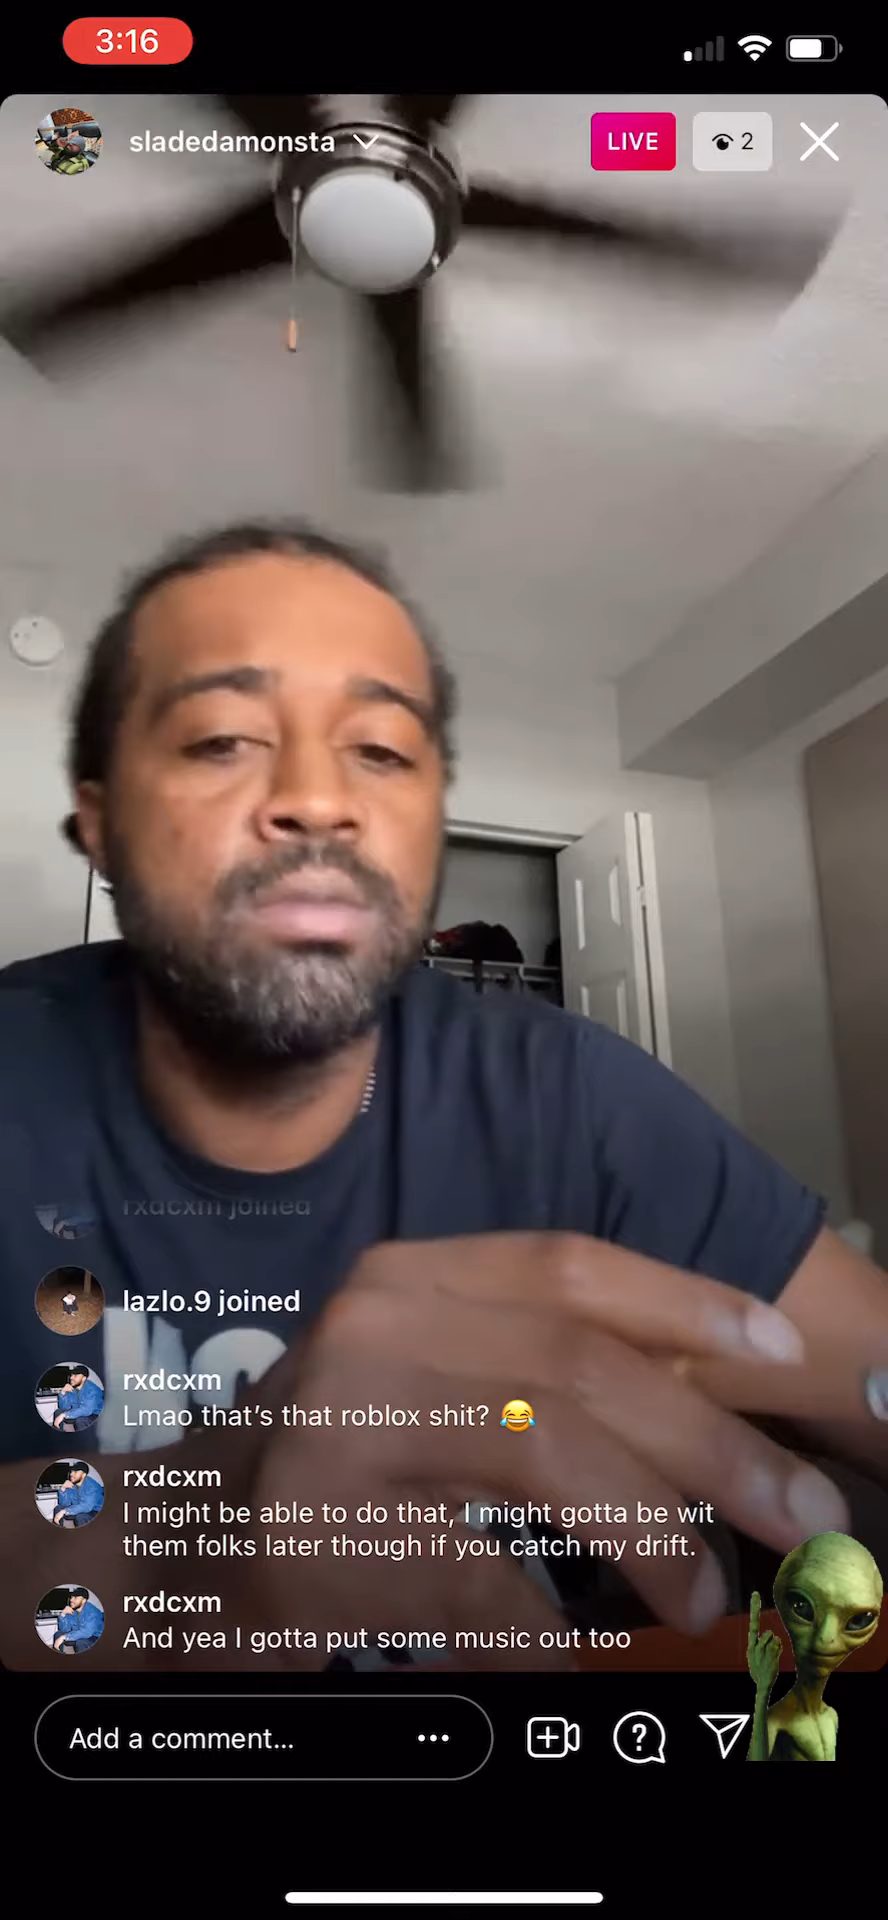 3:16
sladedamonsta
LIVE
2
rxdcxm joined
lazlo.9 joined
rxdcxm
Lmao that's that roblox shit? 😂
rxdcxm
I might be able to do that, I might gotta be wit
them folks later though if you catch my drift.
rxdcxm
And yea I gotta put some music out too
Add a comment...